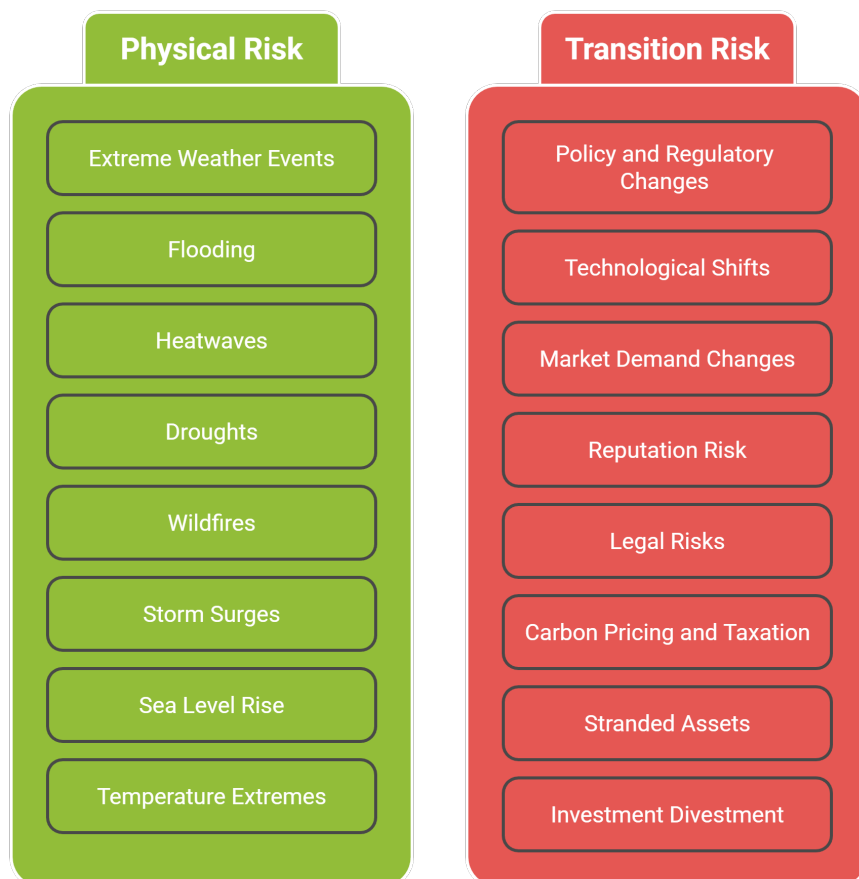 Physical Risk
Extreme Weather Events
Flooding
Heatwaves
Droughts
Wildfires
Storm Surges
Sea Level Rise
Temperature Extremes
Transition Risk
Policy and Regulatory
Changes
Technological Shifts
Market Demand Changes
Reputation Risk
Legal Risks
Carbon Pricing and Taxation
Stranded Assets
Investment Divestment